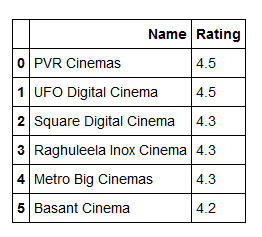 Name Rating
0 PVR Cinemas 4.5
1 UFO Digital Cinema 4.5
2 Square Digital Cinema 4.3
3 Raghuleela Inox Cinema 4.3
4 Metro Big Cinemas 4.3
5 Basant Cinema 4.2